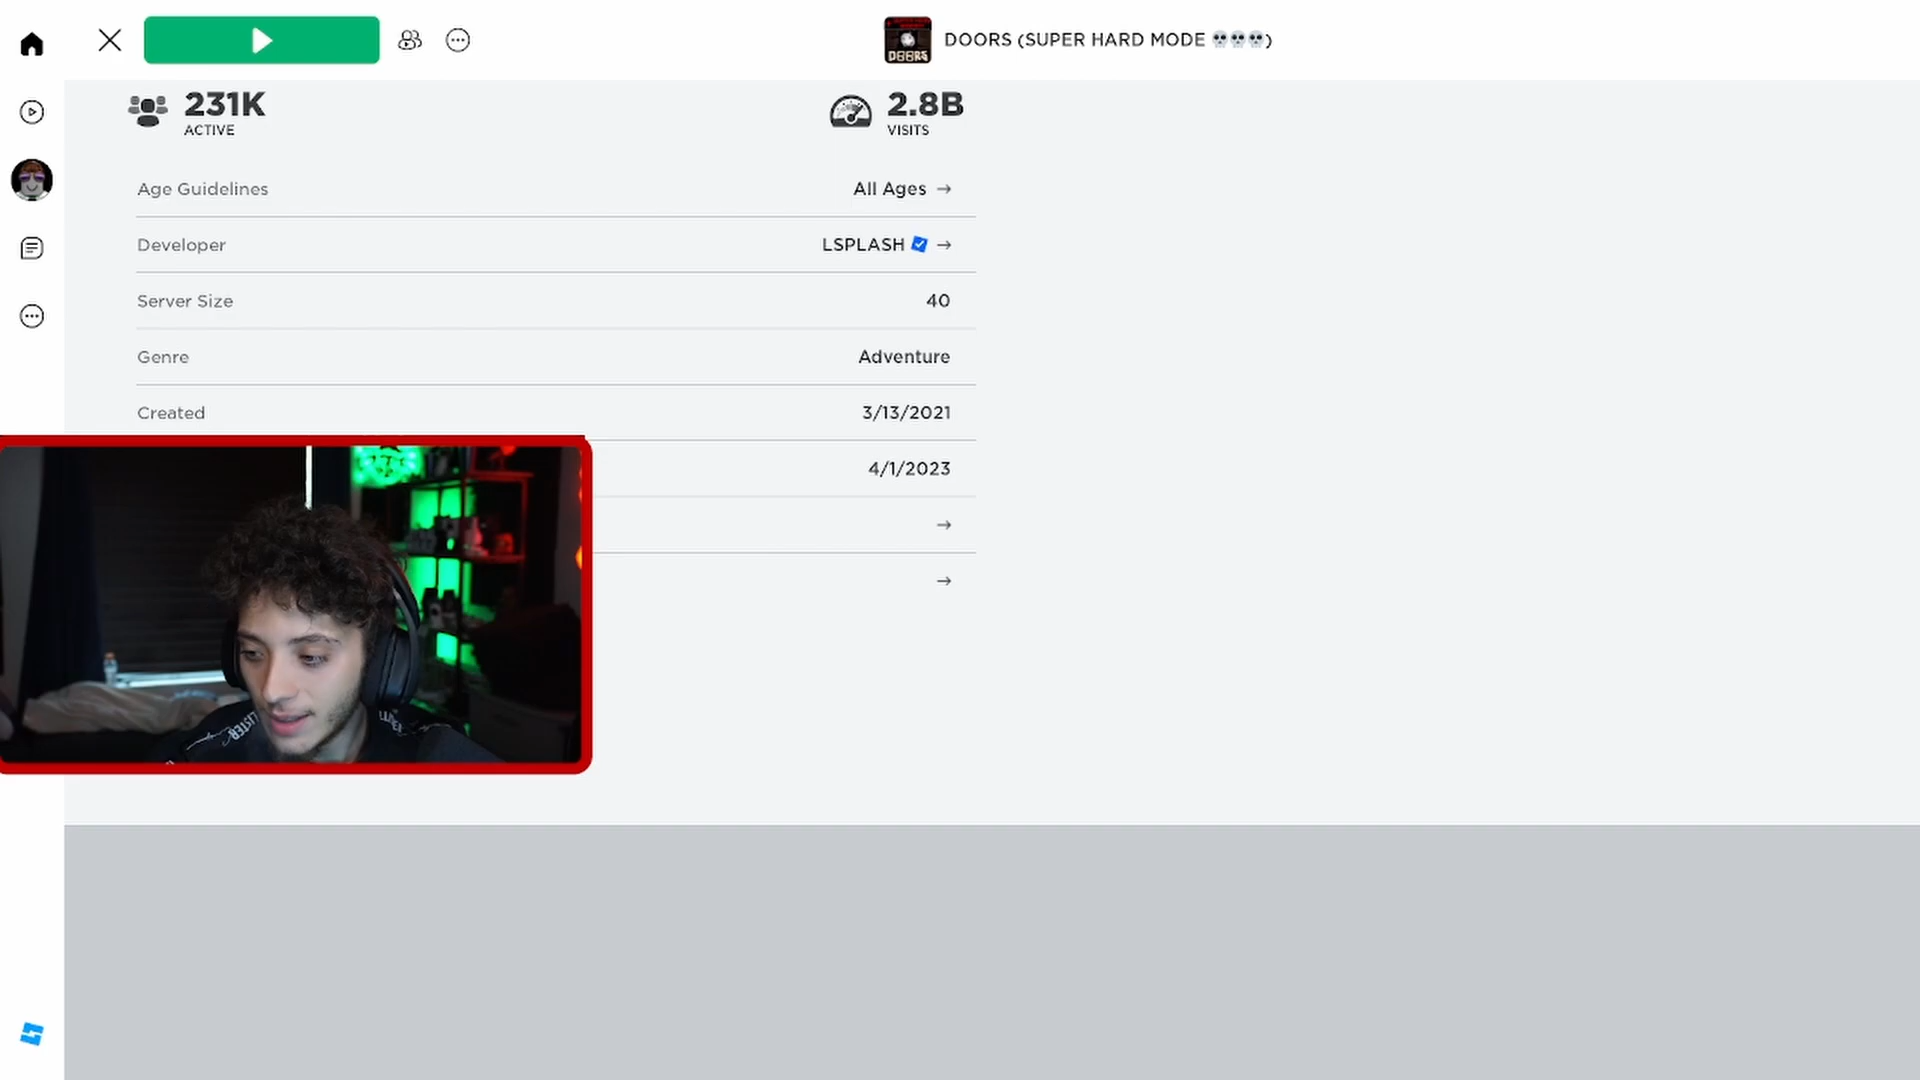 DOORS (SUPER HARD MODE 💀💀💀)
231K
ACTIVE
2.8B
VISITS
Age Guidelines
All Ages →
Developer
LSPLASH →
Server Size
40
Genre
Adventure
Created
3/13/2021
4/1/2023
→
→